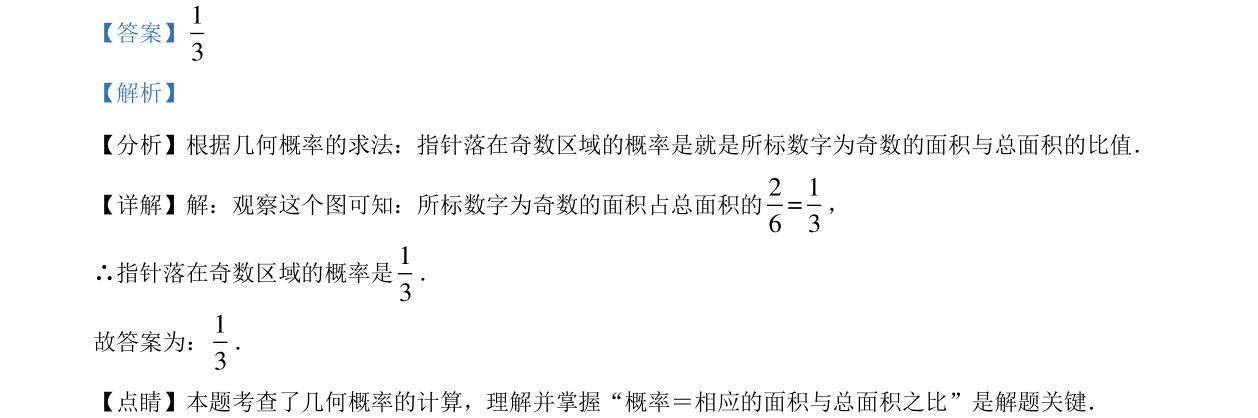 【答案】1/3
【解析】
【分析】根据几何概率的求法：指针落在奇数区域的概率是就是所标数字为奇数的面积与总面积的比值．
【详解】解：观察这个图可知：所标数字为奇数的面积占总面积的2/6=1/3，
∴指针落在奇数区域的概率是1/3．
故答案为：1/3．
【点睛】本题考查了几何概率的计算，理解并掌握“概率＝相应的面积与总面积之比”是解题关键．